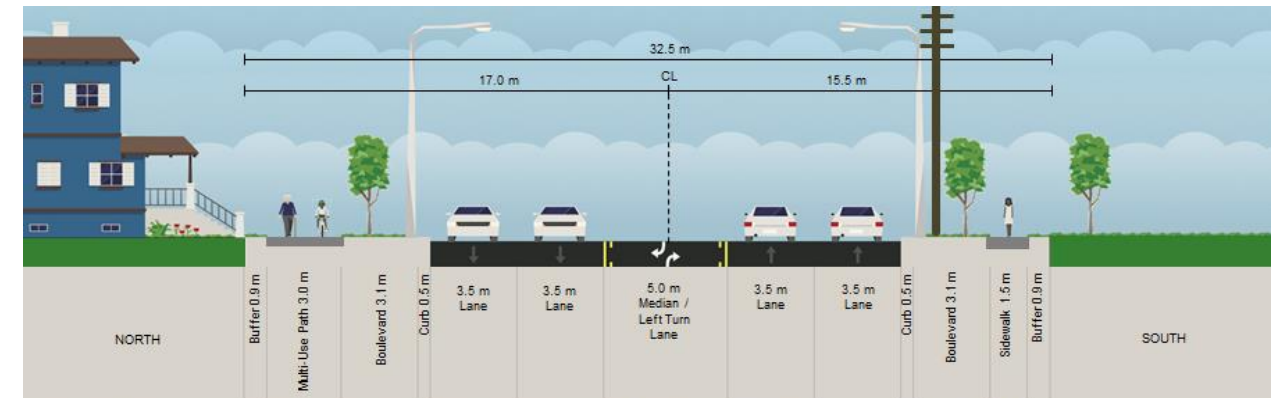 32.5 m
17.0 m
CL
15.5 m
NORTH
Buffer 0.9 m
Multi-Use Path 3.0 m
Boulevard 3.1 m
Curb 0.5 m
3.5 m
Lane
3.5 m
Lane
5.0 m
Median /
Left Turn
Lane
3.5 m
Lane
3.5 m
Lane
Curb 0.5 m
Boulevard 3.1 m
Sidewalk 1.5 m
Buffer 0.9 m
SOUTH